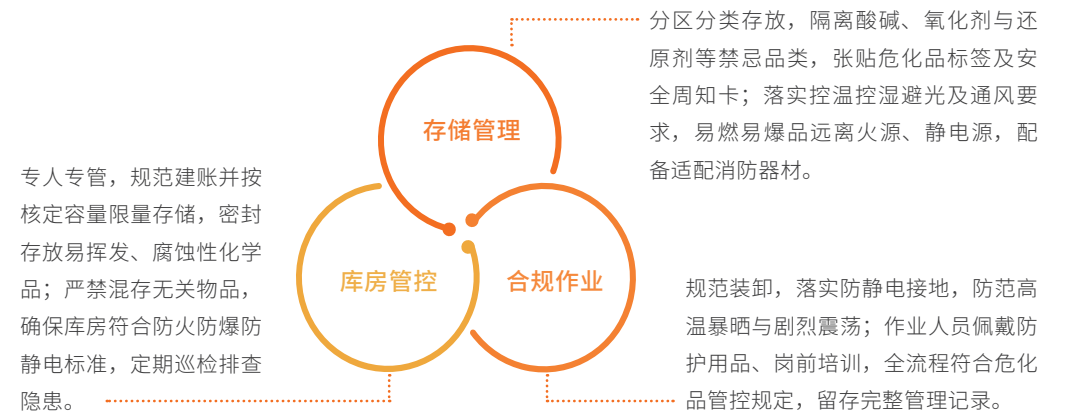 分区分类存放，隔离酸碱、氧化剂与还
原剂等禁忌品类，张贴危化品标签及安
全周知卡；落实控温控湿避光及通风要
求，易燃易爆品远离火源、静电源，配
备适配消防器材。
存储管理
专人专管，规范建账并按
核定容量限量存储，密封
存放易挥发、腐蚀性化学
品；严禁混存无关物品，
确保库房符合防火防爆防
静电标准，定期巡检排查
隐患。
库房管控
合规作业
规范装卸，落实防静电接地，防范高
温暴晒与剧烈震荡；作业人员佩戴防
护用品、岗前培训，全流程符合危化
品管控规定，留存完整管理记录。